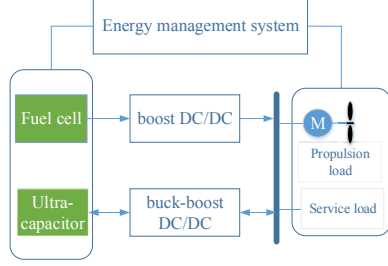 Energy management system
Fuel cell
boost DC/DC
M
Propulsion
load
Ultra-
capacitor
buck-boost
DC/DC
Service load